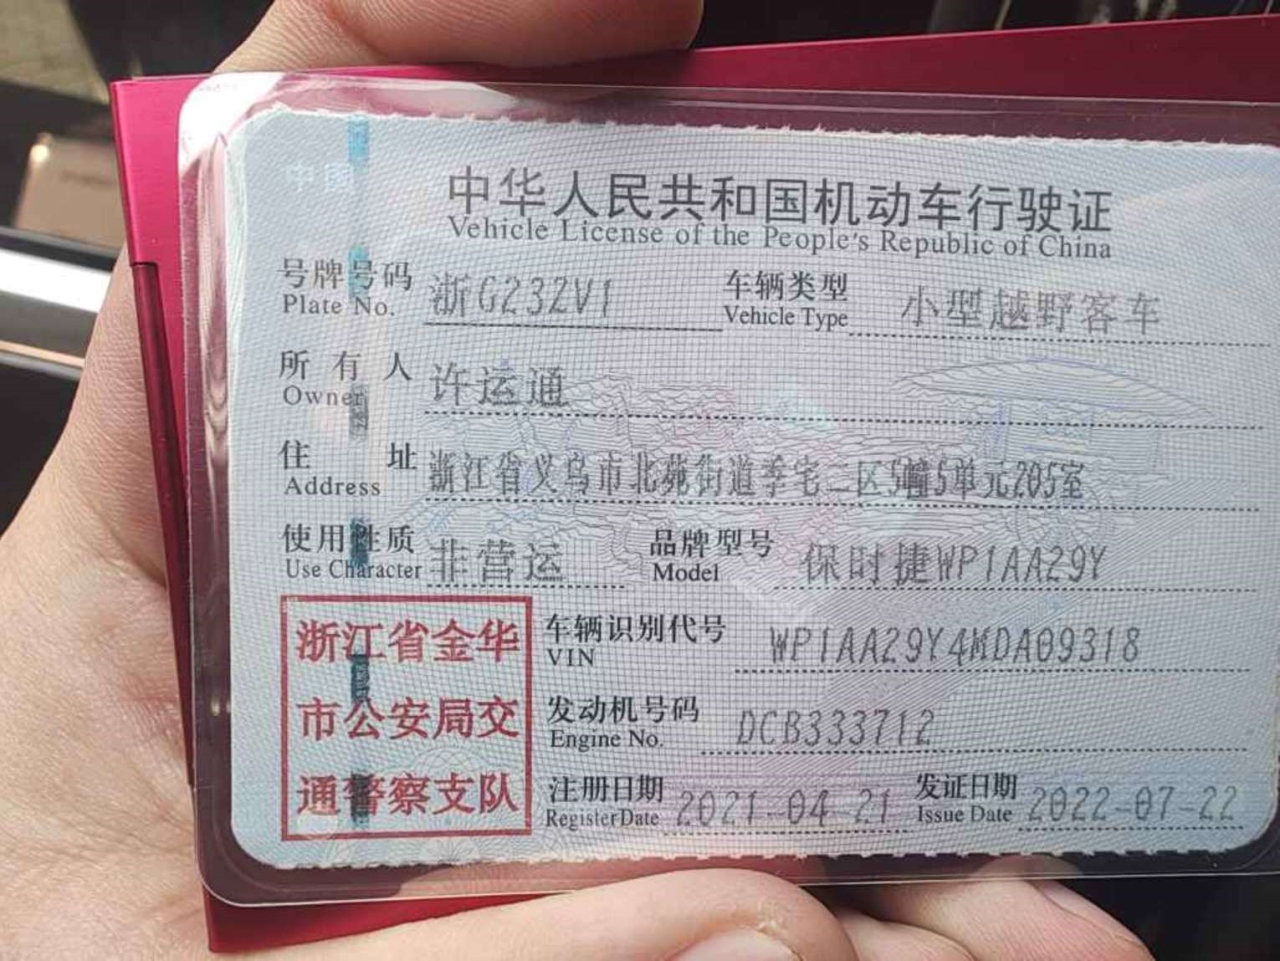 中国
中华人民共和国机动车行驶证
Vehicle License of the People's Republic of China
号牌号码 浙G232V1 车辆类型 小型越野客车
Plate No. Vehicle Type
所有人 许运通
Owner
住址 浙江省义乌市北苑街道季宅二区5幢5单元205室
Address
使用性质 非营运 品牌型号 保时捷WP1AA29Y
Use Character Model
浙江省金华
市公安局交
通警察支队
车辆识别代号 WP1AA29Y4MDA09318
VIN
发动机号码 DCB333712
Engine No.
注册日期 2021-04-21 发证日期 2022-07-22
Register Date Issue Date